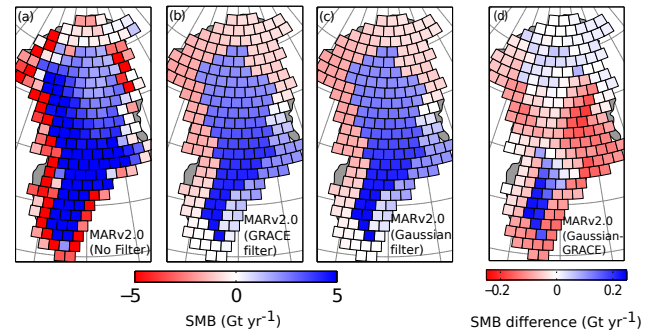 (a)
(b)
(c)
(d)
MARv2.0
(No Filter)
MARv2.0
(GRACE
filter)
MARv2.0
(Gaussian
filter)
MARv2.0
(Gaussian-
GRACE)
−5 0 5
-0.2 0 0.2
SMB (Gt yr⁻¹)
SMB difference (Gt yr⁻¹)